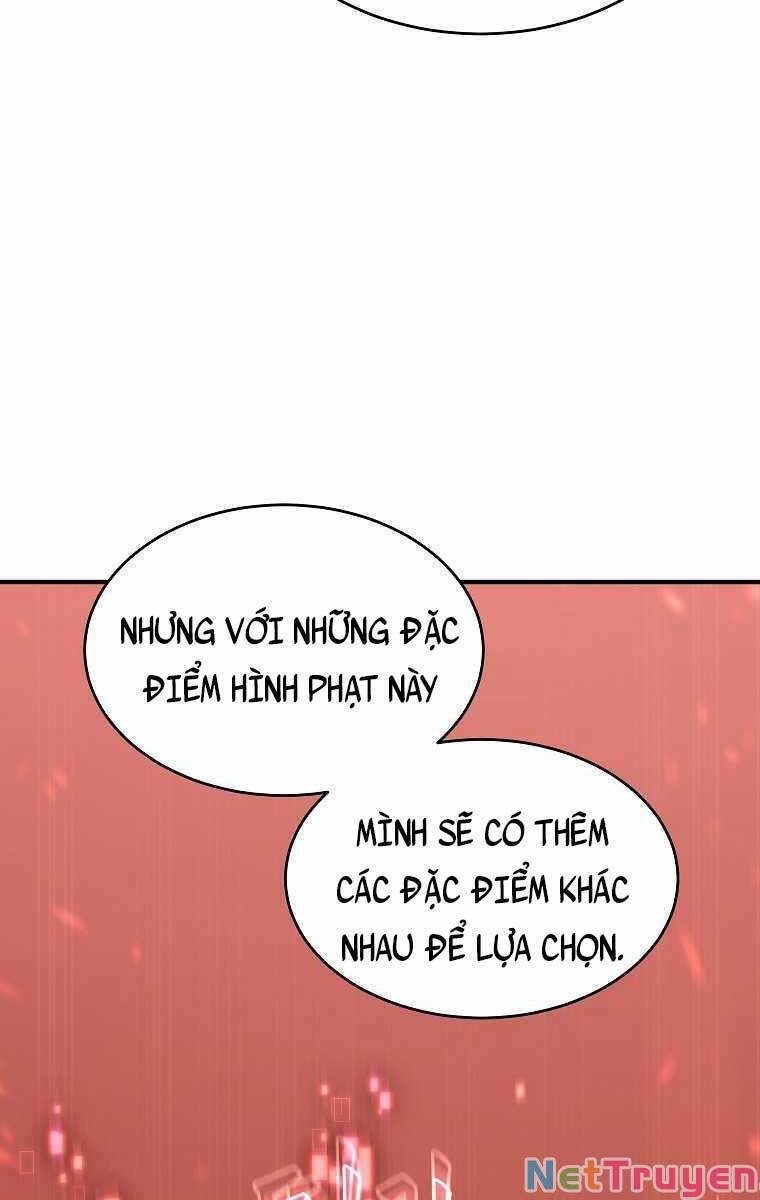 NHƯNG VỚI NHỮNG ĐẶC
ĐIỂM HÌNH PHẠT NÀY
MÌNH SẼ CÓ THÊM
CÁC ĐẶC ĐIỂM KHÁC
NHAU ĐỂ LỰA CHỌN.
NETTRUYEN